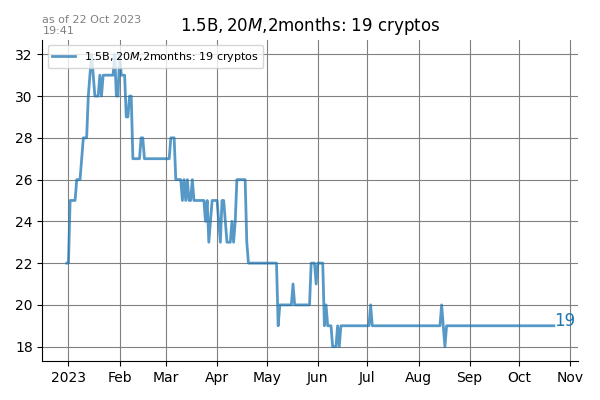 as of 22 Oct 2023
19:41
1.5B, 20M,2months: 19 cryptos
1.5B, 20M,2months: 19 cryptos
32
30
28
26
24
22
20
18
19
2023 Feb Mar Apr May Jun Jul Aug Sep Oct Nov